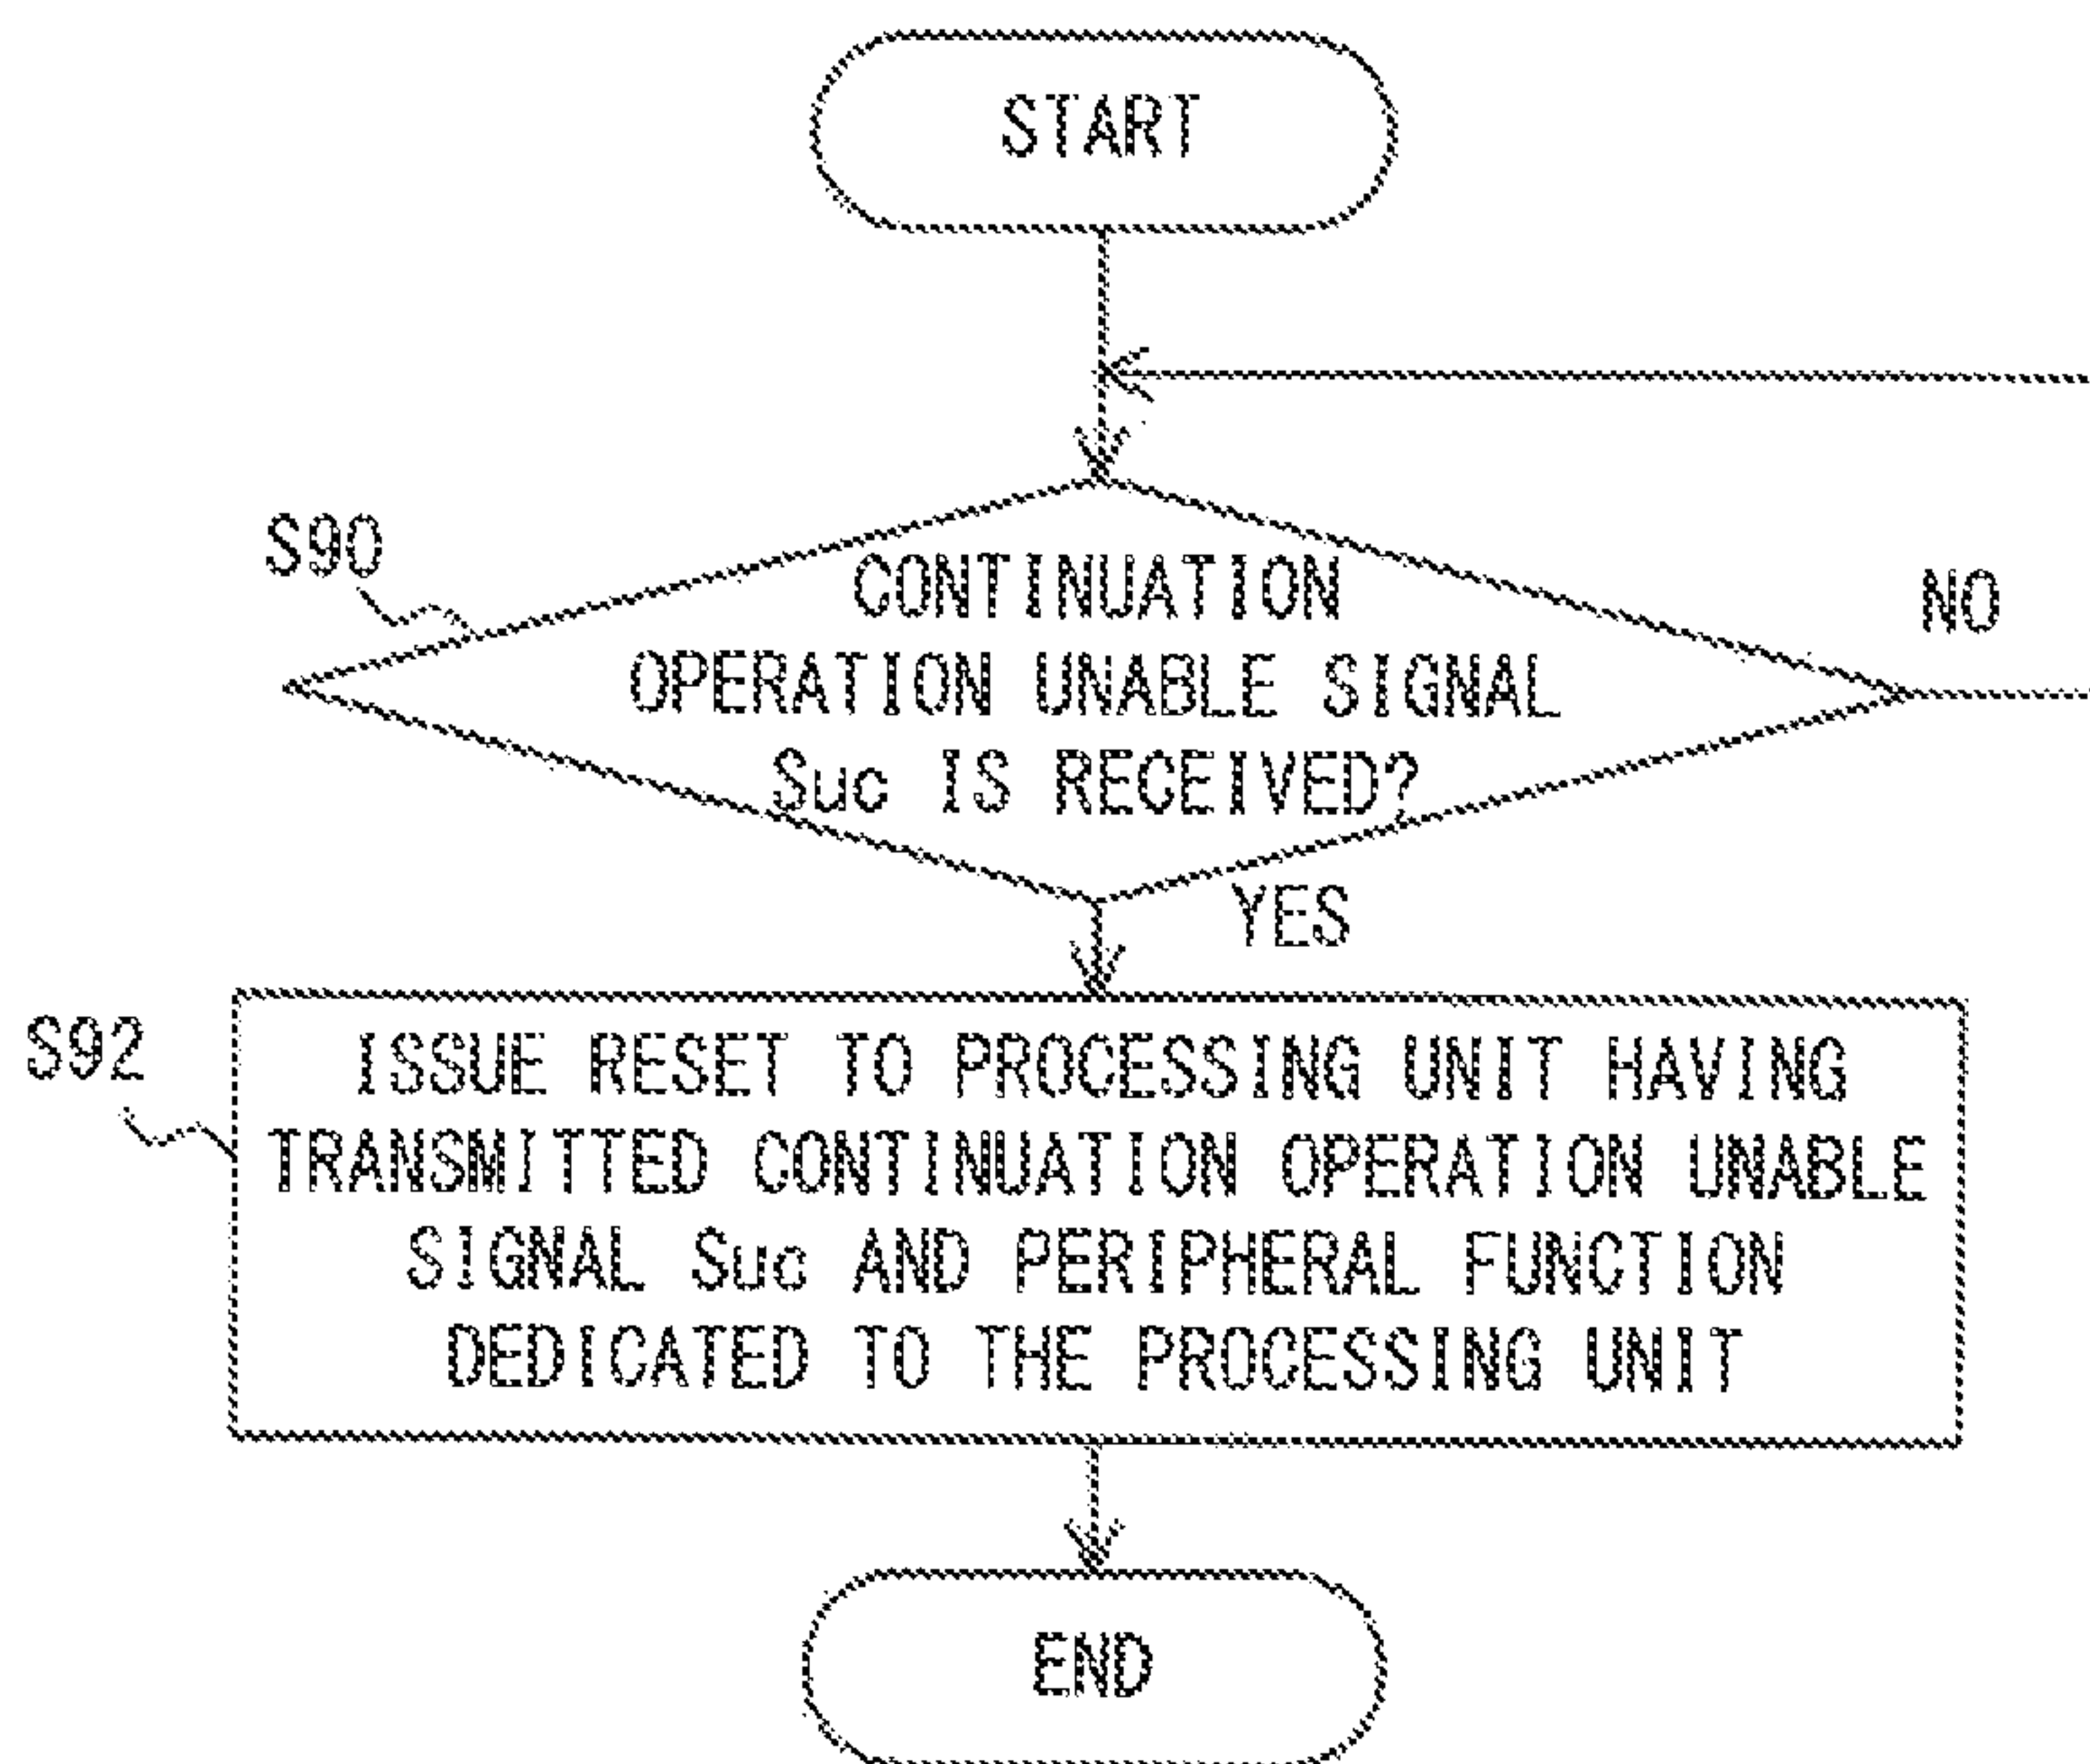 START
S90
CONTINUATION
OPERATION UNABLE SIGNAL
Suc IS RECEIVED?
NO
YES
S92
ISSUE RESET TO PROCESSING UNIT HAVING
TRANSMITTED CONTINUATION OPERATION UNABLE
SIGNAL Suc AND PERIPHERAL FUNCTION
DEDICATED TO THE PROCESSING UNIT
END